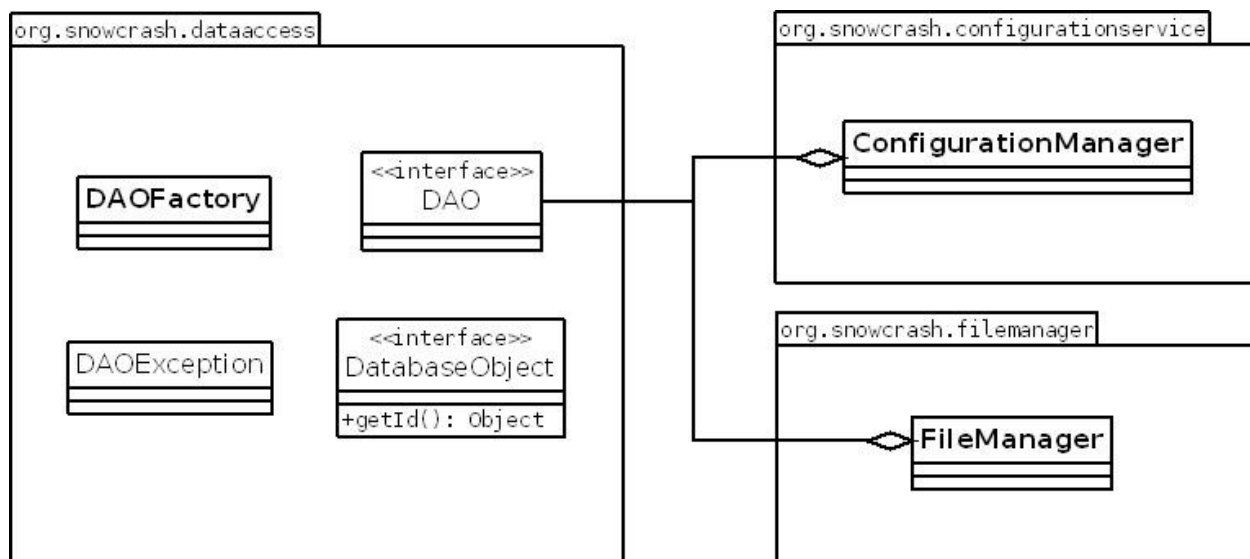 org.snowcrash.dataaccess
DAOFactory
<<interface>>
DAO
DAOException
<<interface>>
DatabaseObject
+getId(): Object
org.snowcrash.configurationservice
ConfigurationManager
org.snowcrash.filemanager
FileManager